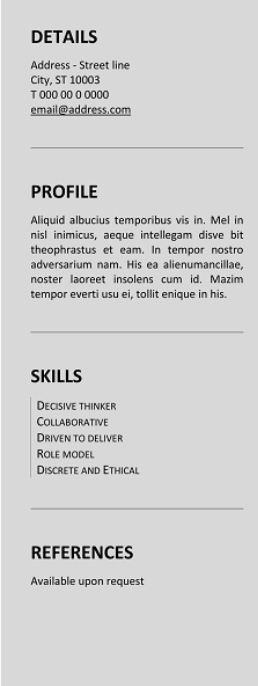 DETAILS
Address - Street line
City, ST 10003
T 000 00 0 0000
email@address.com
PROFILE
Aliquid albucius temporibus vis in. Mel in
nisl inimicus, aeque intellegam disve bit
theophrastus et eam. In tempor nostro
adversarium nam. His ea alienumancillae,
noster laoreet insolens cum id. Mazim
tempor everti usu ei, tollit enique in his.
SKILLS
DECISIVE THINKER
COLLABORATIVE
DRIVEN TO DELIVER
ROLE MODEL
DISCRETE AND ETHICAL
REFERENCES
Available upon request